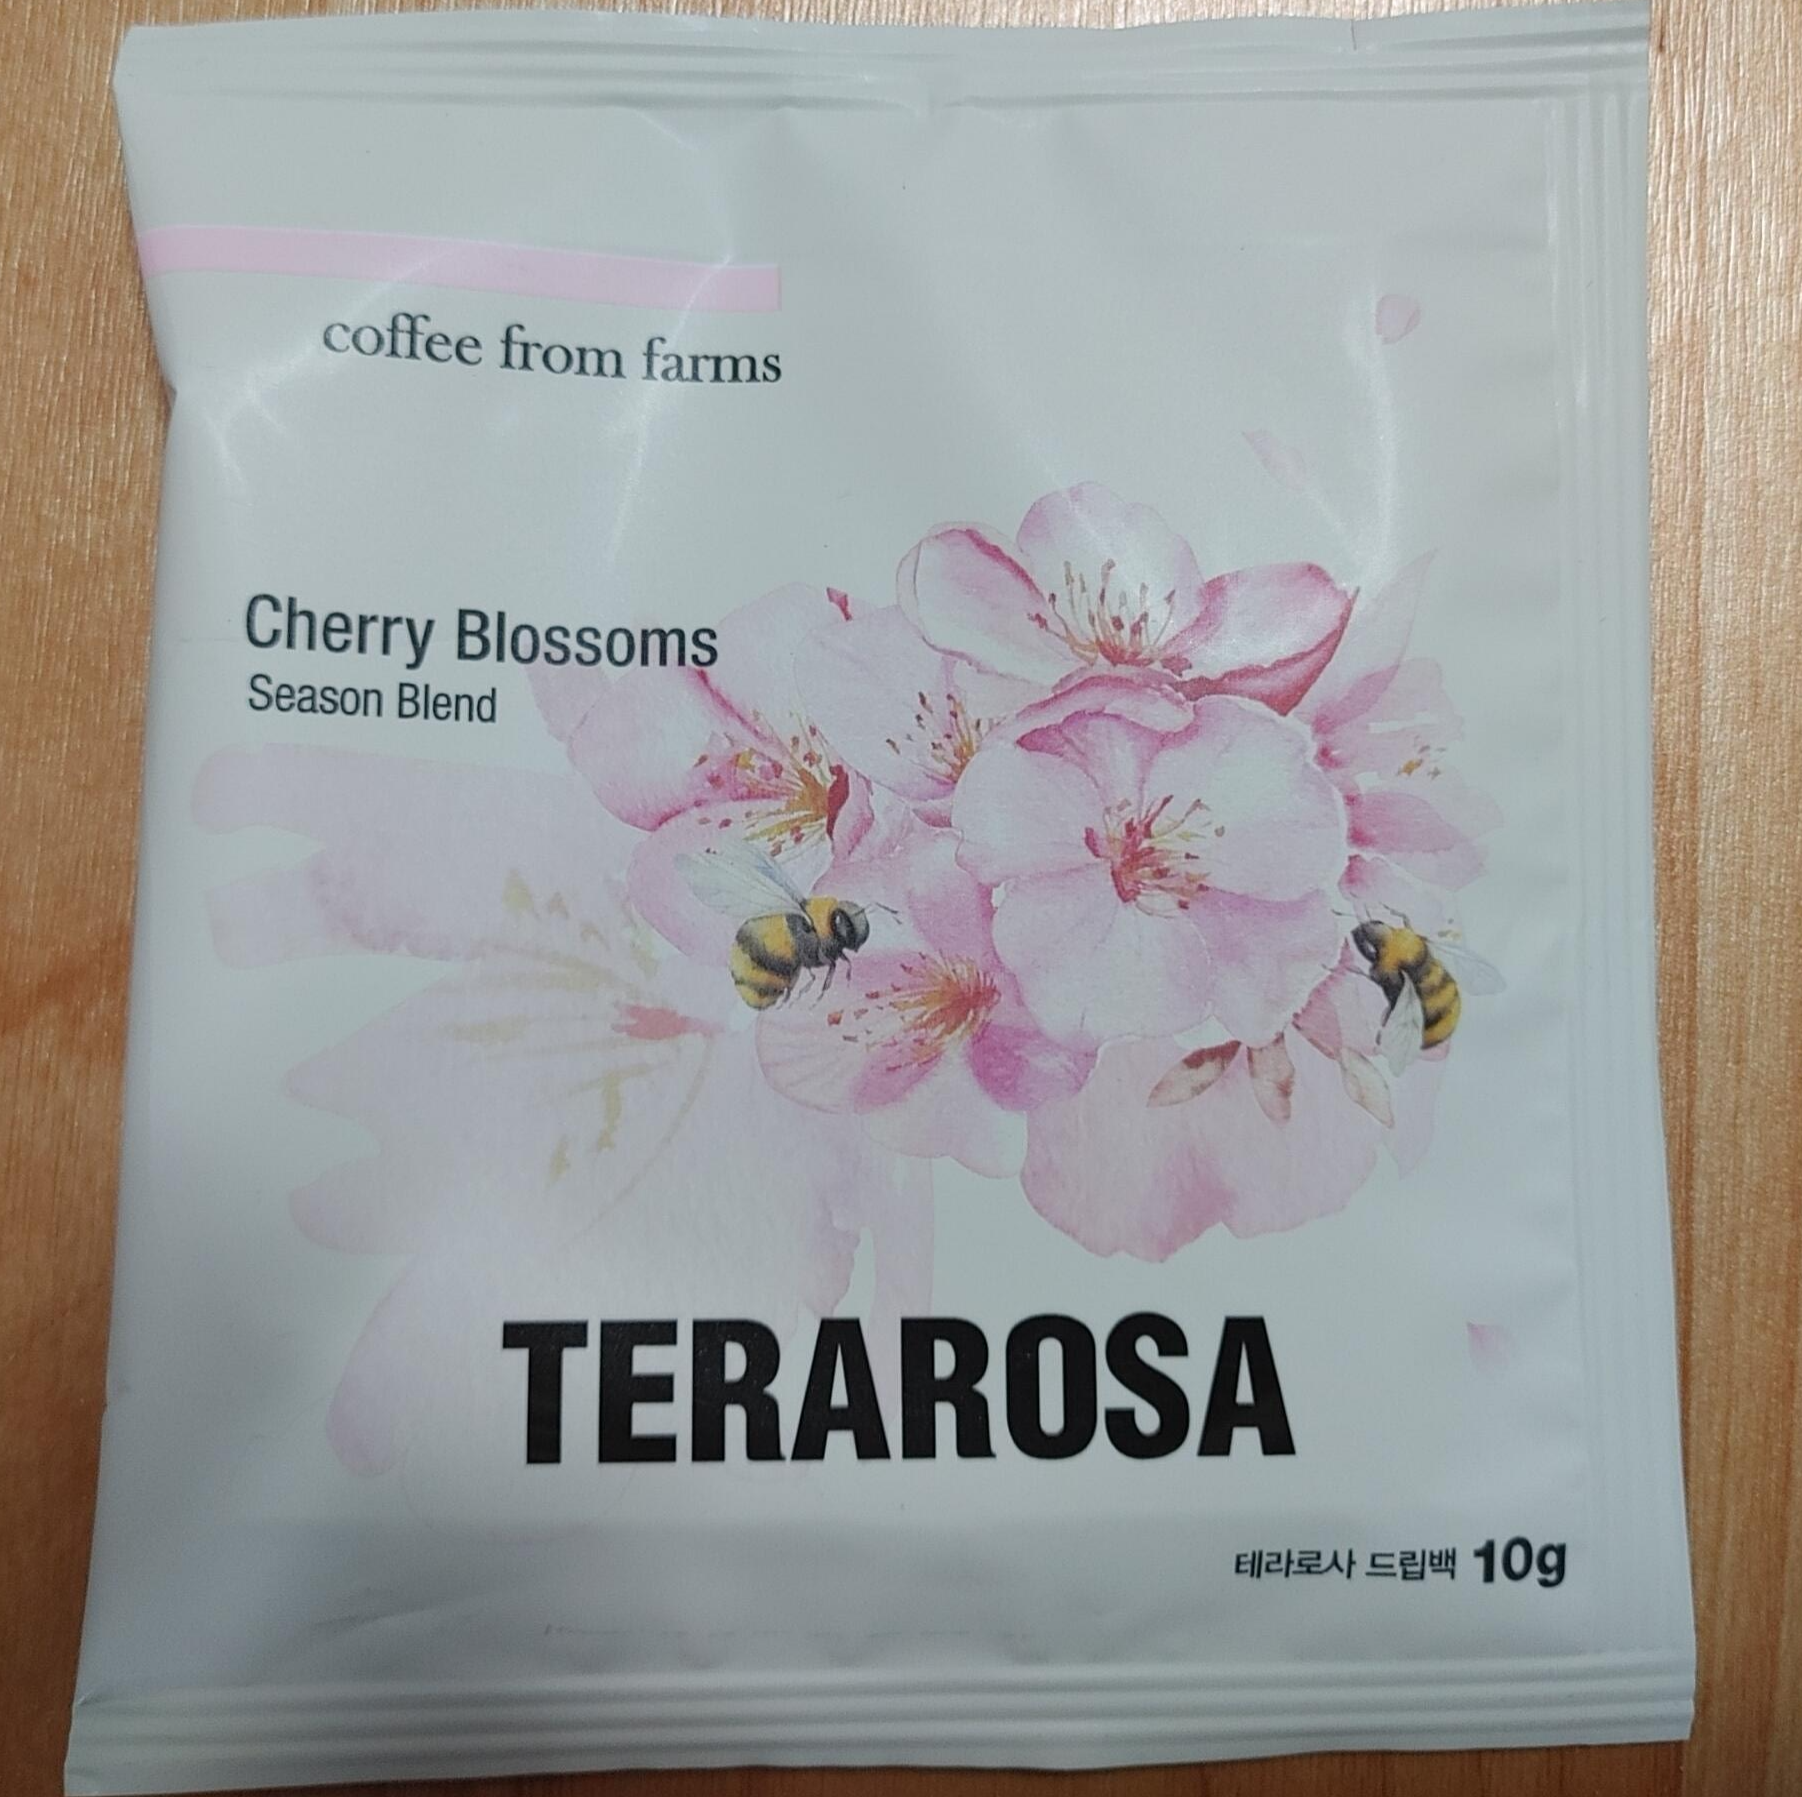 coffee from farms
Cherry Blossoms
Season Blend
TERAROSA
테라로사 드립백 10g